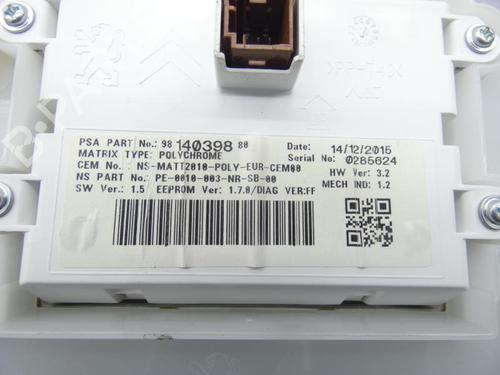 PSA PART No.: 98 140398 80 Date: 14/12/2015
MATRIX TYPE: POLYCHROME Serial No: 0285624
CEM No.: NS-MATT2010-POLY-EUR-CEM00 HW Ver: 3.2
NS PART No.: PE-0010-003-NR-SB-00 MECH IND: 1.2
SW Ver.: 1.5 EEPROM Ver: 1.7.0/DIAG VER:FF